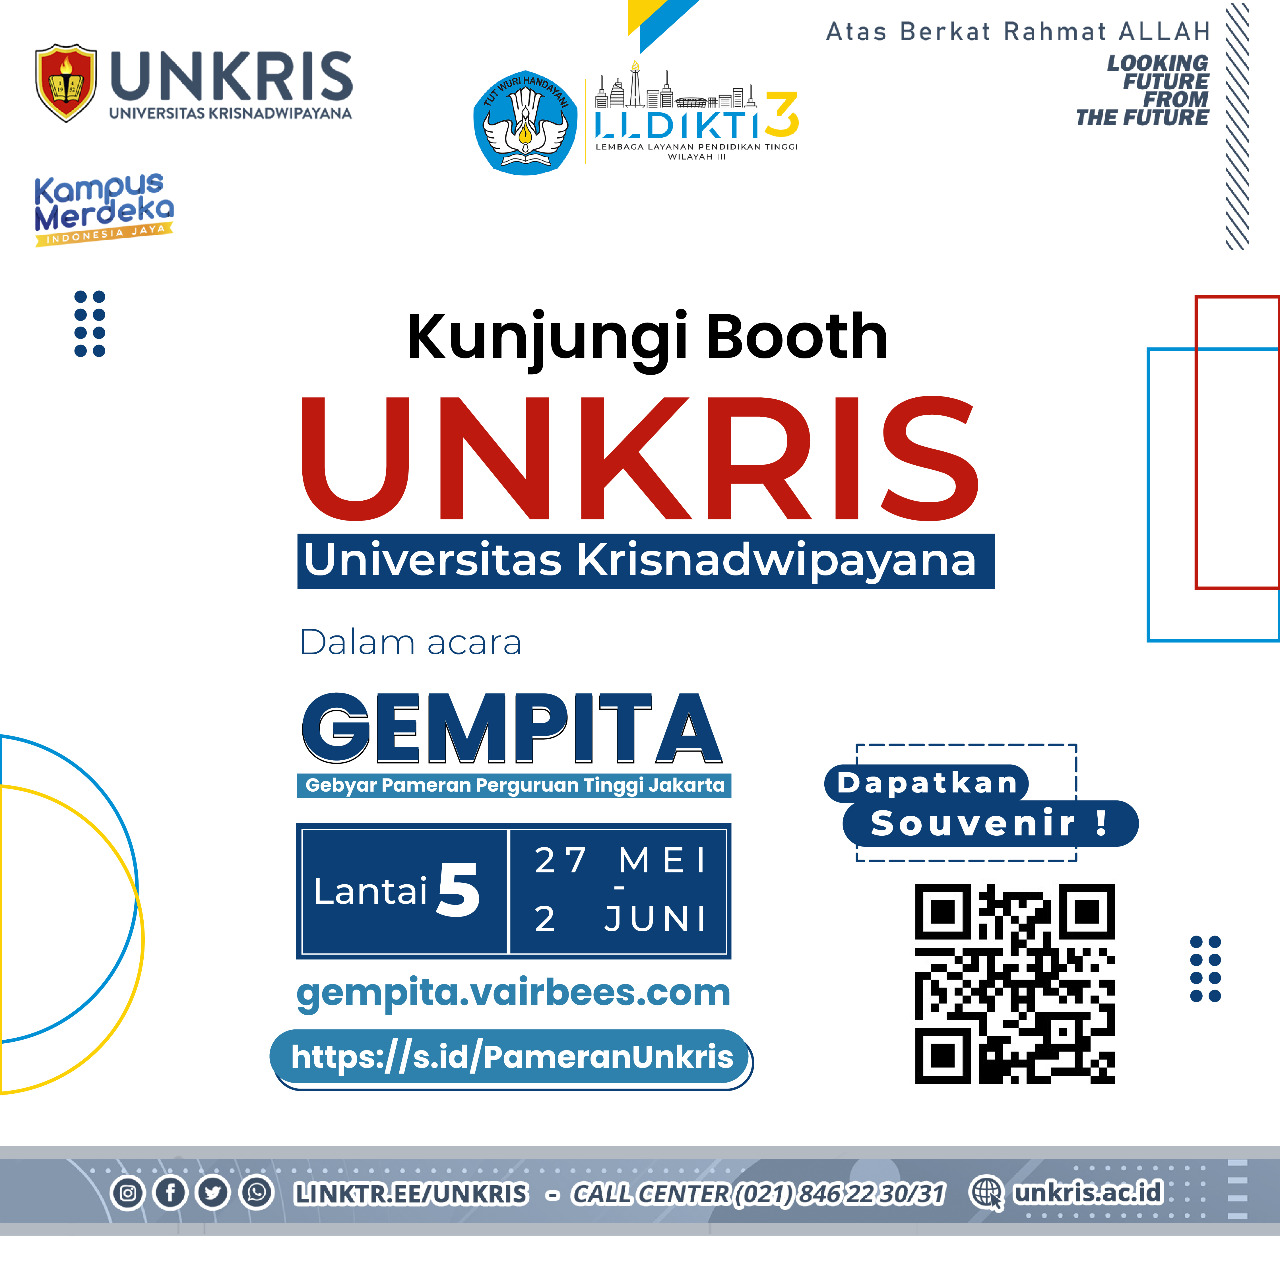 UNKRIS
UNIVERSITAS KRISNADWIPAYANA
TUT WURI HANDAYANI
LLDIKTI 3
LEMBAGA LAYANAN PENDIDIKAN TINGGI
WILAYAH III
Atas Berkat Rahmat ALLAH
LOOKING
FUTURE
FROM
THE FUTURE
Kampus
Merdeka
INDONESIA JAYA
Kunjungi Booth
UNKRIS
Universitas Krisnadwipayana
Dalam acara
GEMPITA
Gebyar Pameran Perguruan Tinggi Jakarta
Lantai 5
27 MEI
-
2 JUNI
gempita.vairbees.com
https://s.id/PameranUnkris
Dapatkan
Souvenir !
LINKTR.EE/UNKRIS - CALL CENTER (021) 846 22 30/31 unkris.ac.id